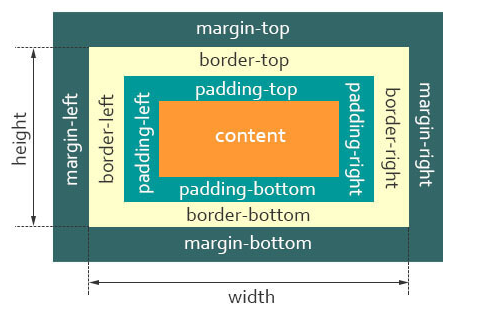 margin-top
border-top
padding-top
height
margin-left
border-left
padding-left
content
padding-right
border-right
margin-right
padding-bottom
border-bottom
margin-bottom
width